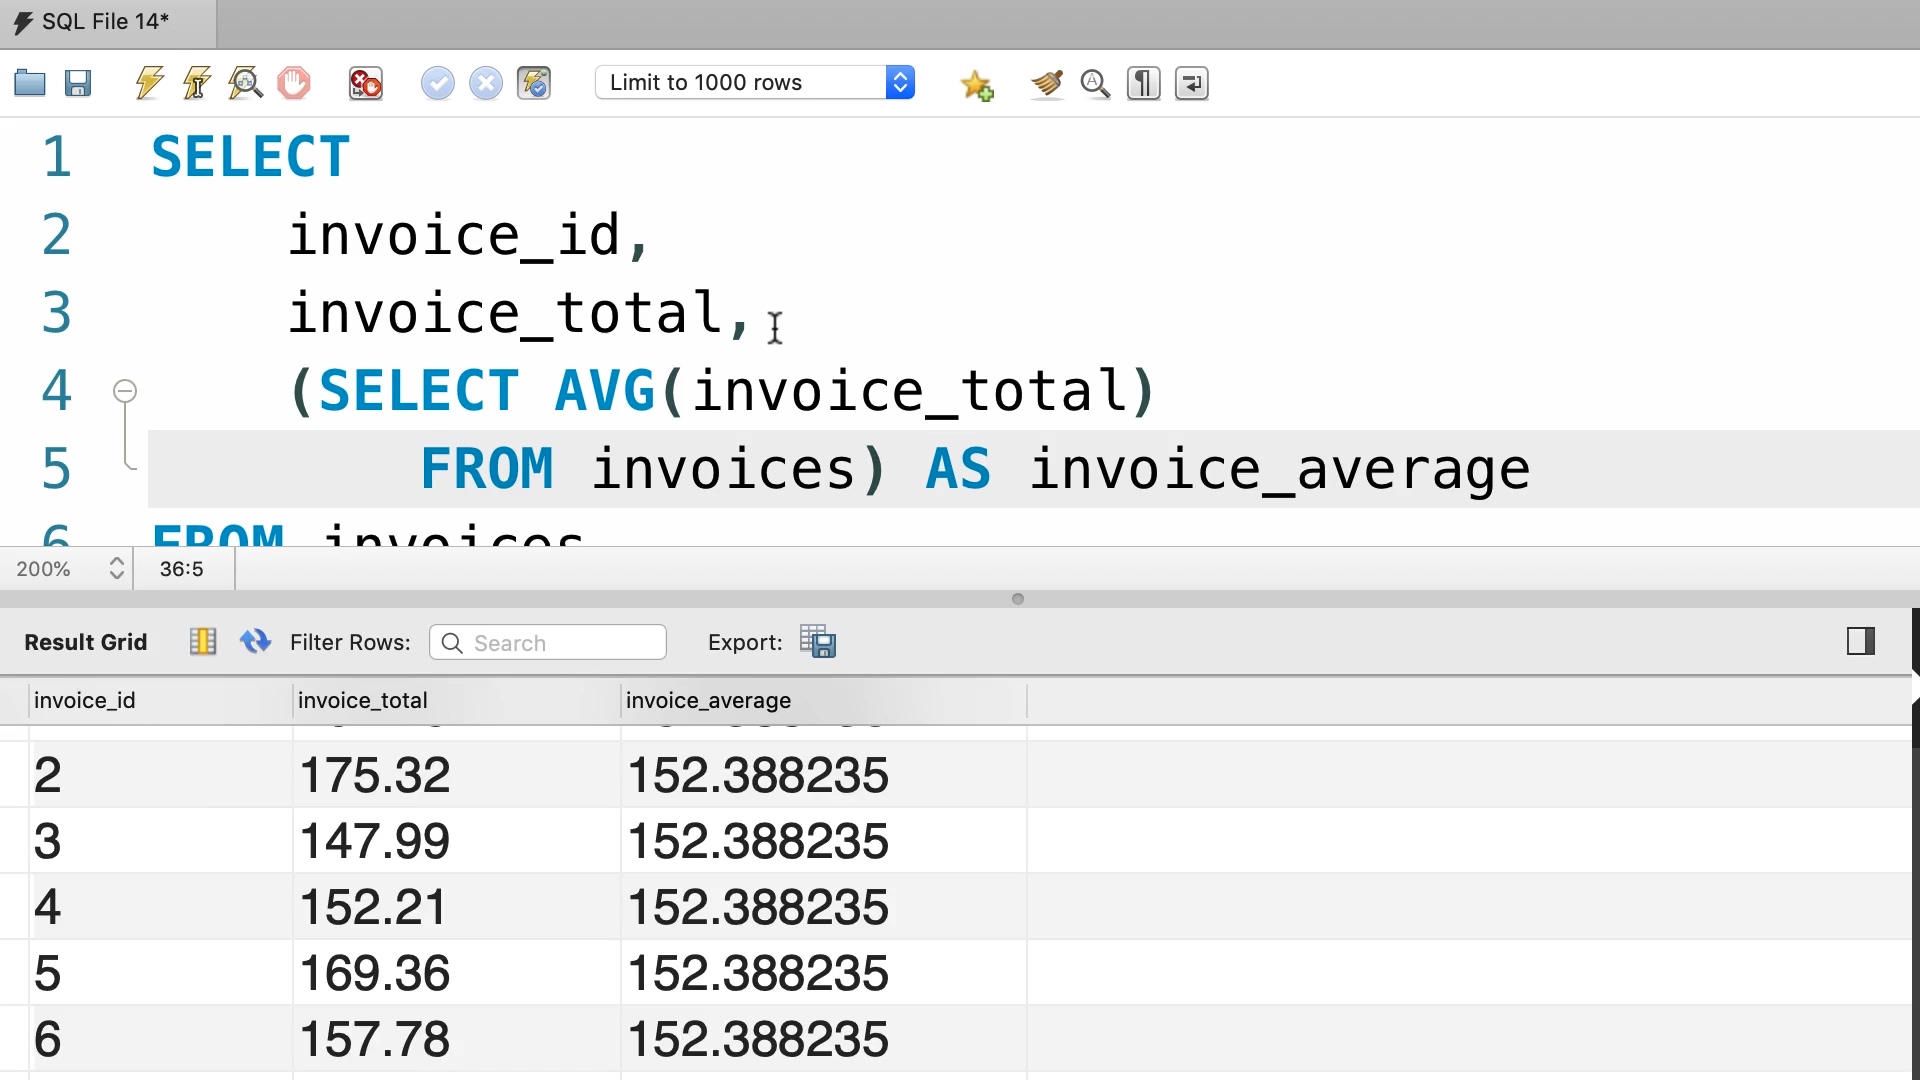 SQL File 14*
Limit to 1000 rows
1 SELECT
2 invoice_id,
3 invoice_total,
4 (SELECT AVG(invoice_total)
5 FROM invoices) AS invoice_average
6 FROM invoices
200% 36:5
Result Grid Filter Rows: Search Export:
invoice_id invoice_total invoice_average
2 175.32 152.388235
3 147.99 152.388235
4 152.21 152.388235
5 169.36 152.388235
6 157.78 152.388235